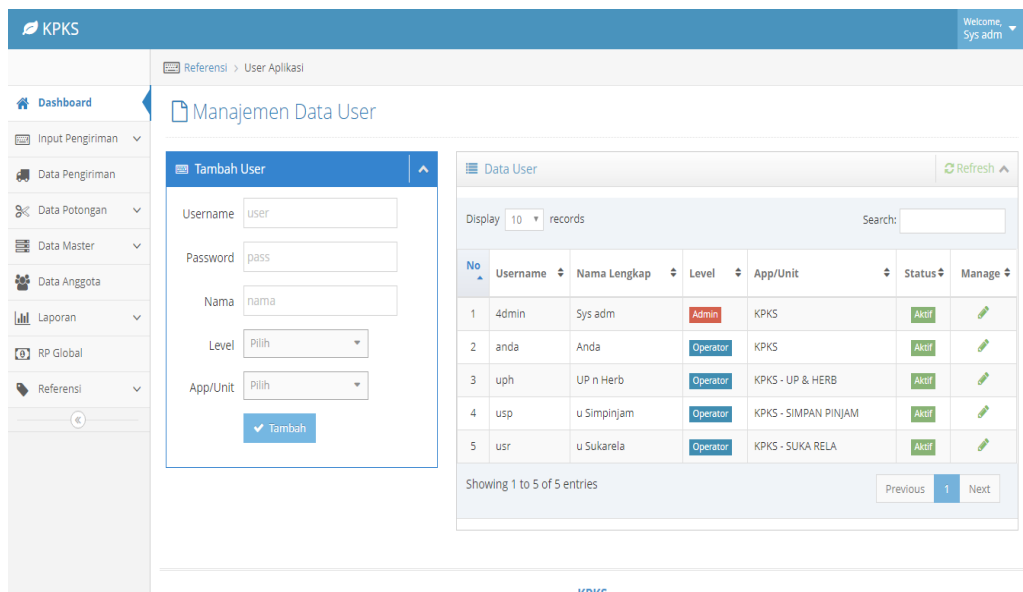 KPKS
Welcome,
Sys adm
Referensi > User Aplikasi
Dashboard
Input Pengiriman
Data Pengiriman
Data Potongan
Data Master
Data Anggota
Laporan
RP Global
Referensi
Manajemen Data User
Tambah User
Username user
Password pass
Nama nama
Level Pilih
App/Unit Pilih
Tambah
Data User
Refresh
Display 10 records
Search:
No Username Nama Lengkap Level App/Unit Status Manage
1 4dmin Sys adm Admin KPKS Aktif
2 anda Anda Operator KPKS Aktif
3 uph UP n Herb Operator KPKS - UP & HERB Aktif
4 usp u Simpinjam Operator KPKS - SIMPAN PINJAM Aktif
5 usr u Sukarela Operator KPKS - SUKA RELA Aktif
Showing 1 to 5 of 5 entries
Previous 1 Next
KPKS